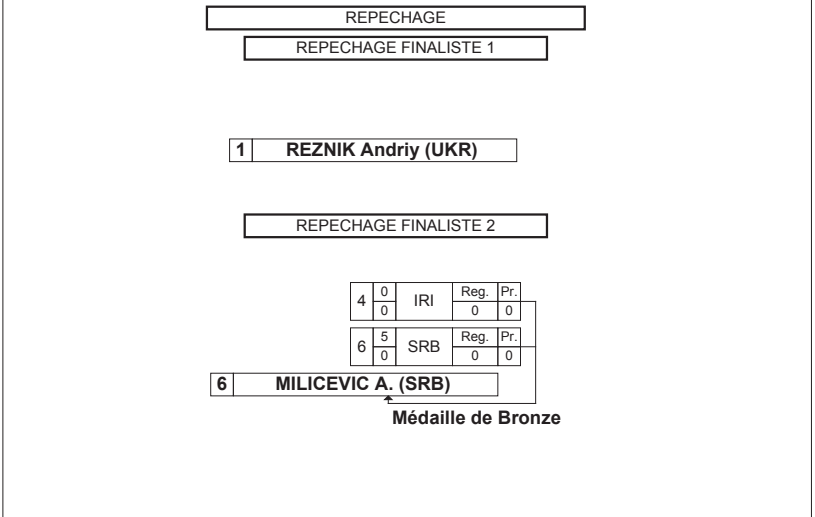 REPECHAGE
REPECHAGE FINALISTE 1
1 REZNIK Andriy (UKR)
REPECHAGE FINALISTE 2
4 0 IRI Reg. Pr.
0 0 0
6 5 SRB Reg. Pr.
0 0 0
6 MILICEVIC A. (SRB)
Médaille de Bronze